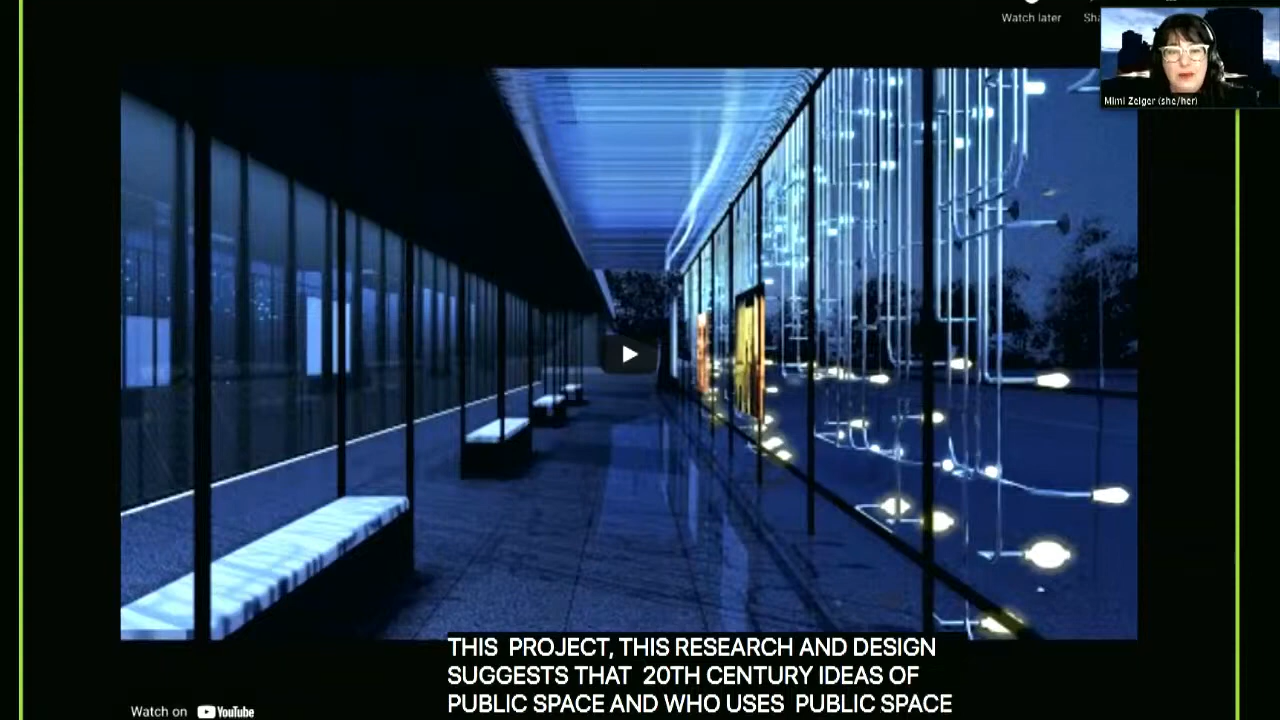 Watch later
Mimi Zeiger (she/her)
THIS PROJECT, THIS RESEARCH AND DESIGN
SUGGESTS THAT 20TH CENTURY IDEAS OF
PUBLIC SPACE AND WHO USES PUBLIC SPACE
Watch on YouTube